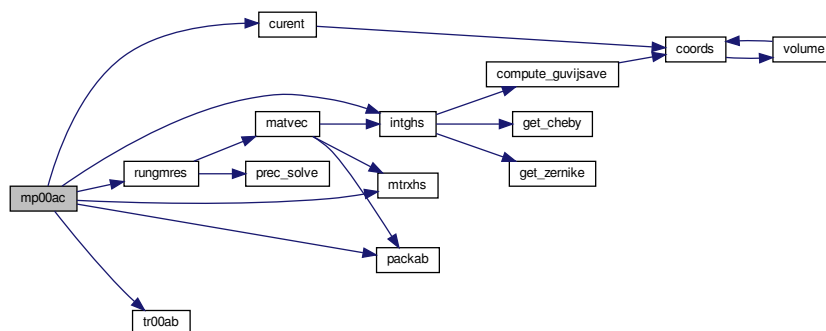 curent
coords
volume
compute_guvijsave
matvec
intghs
get_cheby
rungmres
prec_solve
get_zernike
mtrxhs
mp00ac
packab
tr00ab